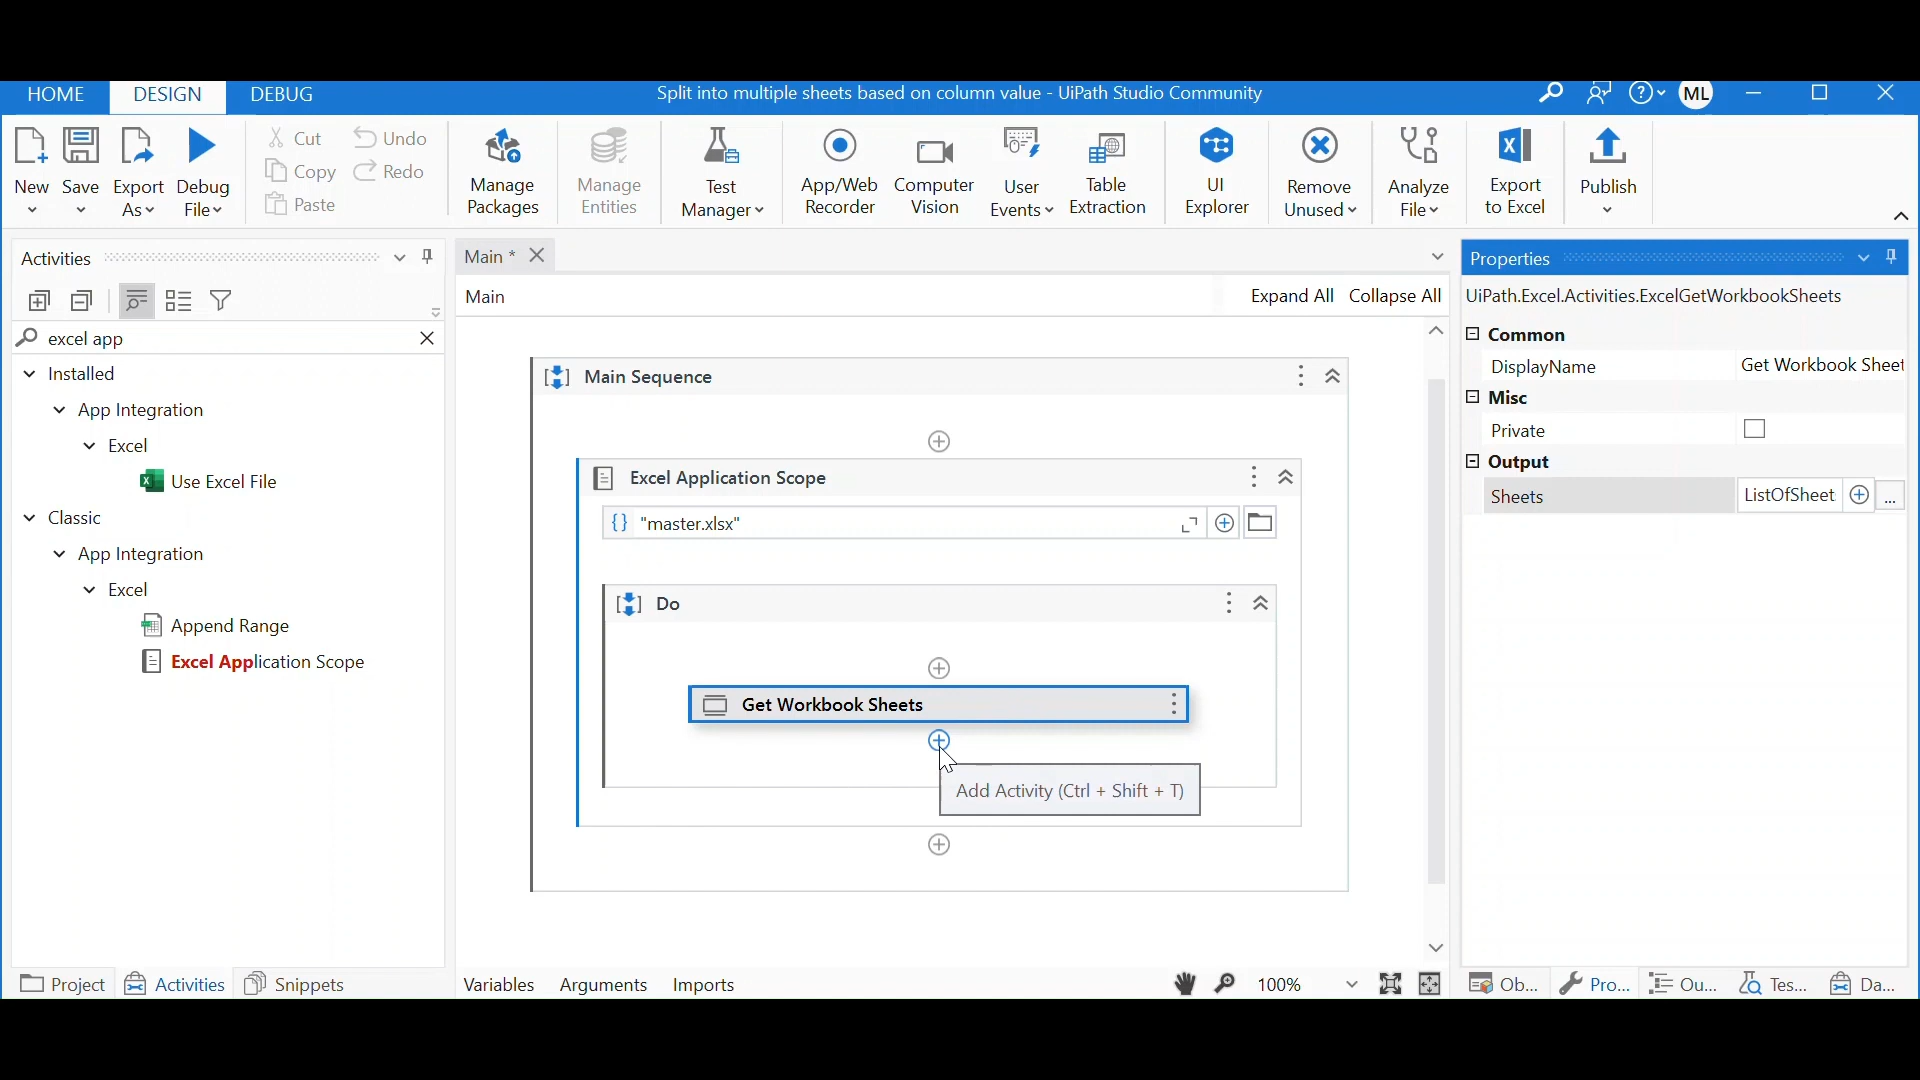 HOME DESIGN DEBUG Split into multiple sheets based on column value - UiPath Studio Community ML
New Save Export As Debug File
Cut Undo
Copy Redo
Paste
Manage Packages
Manage Entities
Test Manager
App/Web Recorder
Computer Vision
User Events
Table Extraction
UI Explorer
Remove Unused
Analyze File
Export to Excel
Publish
Activities
excel app
Installed
App Integration
Excel
Use Excel File
Classic
App Integration
Excel
Append Range
Excel Application Scope
Project Activities Snippets
Main *
Main Expand All Collapse All
Main Sequence
Excel Application Scope
"master.xlsx"
Do
Get Workbook Sheets
Add Activity (Ctrl + Shift + T)
Variables Arguments Imports 100%
Properties
UiPath.Excel.Activities.ExcelGetWorkbookSheets
Common
DisplayName Get Workbook Sheet
Misc
Private
Output
Sheets ListOfSheet ...
Ob... Pro... Ou... Tes... Da...